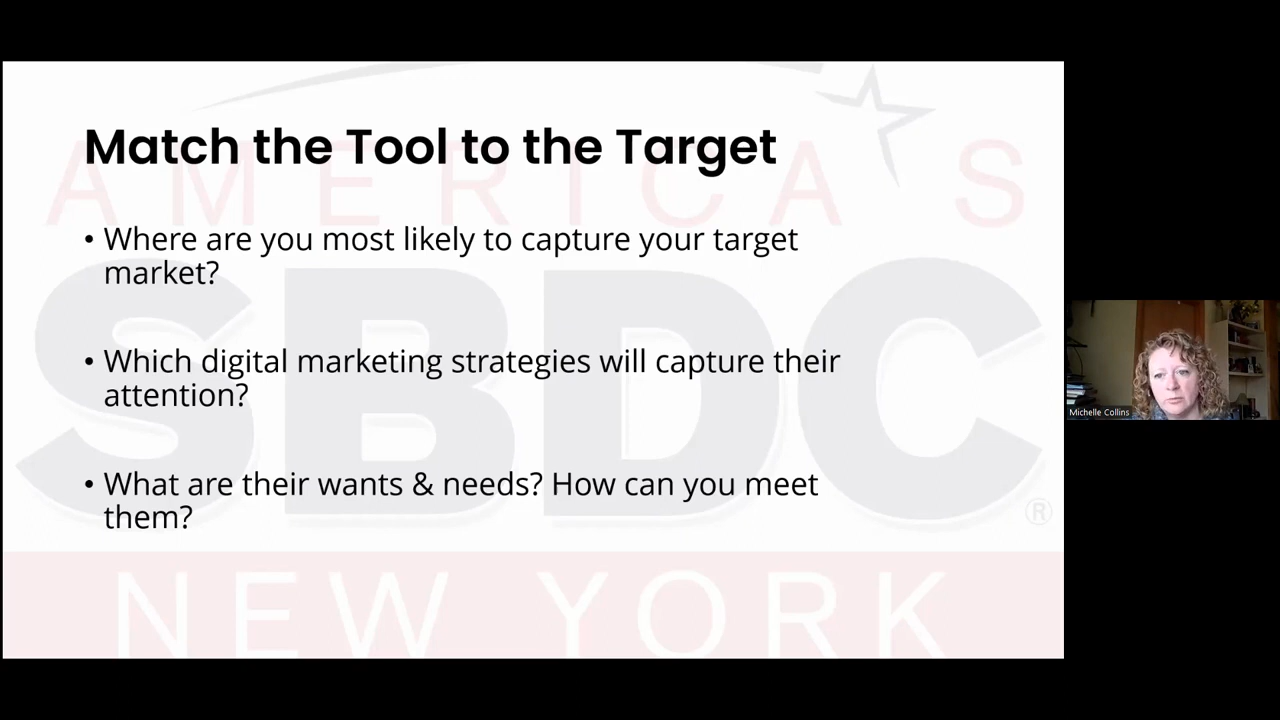 Match the Tool to the Target
AMERICA'S
• Where are you most likely to capture your target
market?
• Which digital marketing strategies will capture their
attention?
• What are their wants & needs? How can you meet
them?
SBDC
®
NEW YORK
Michelle Collins